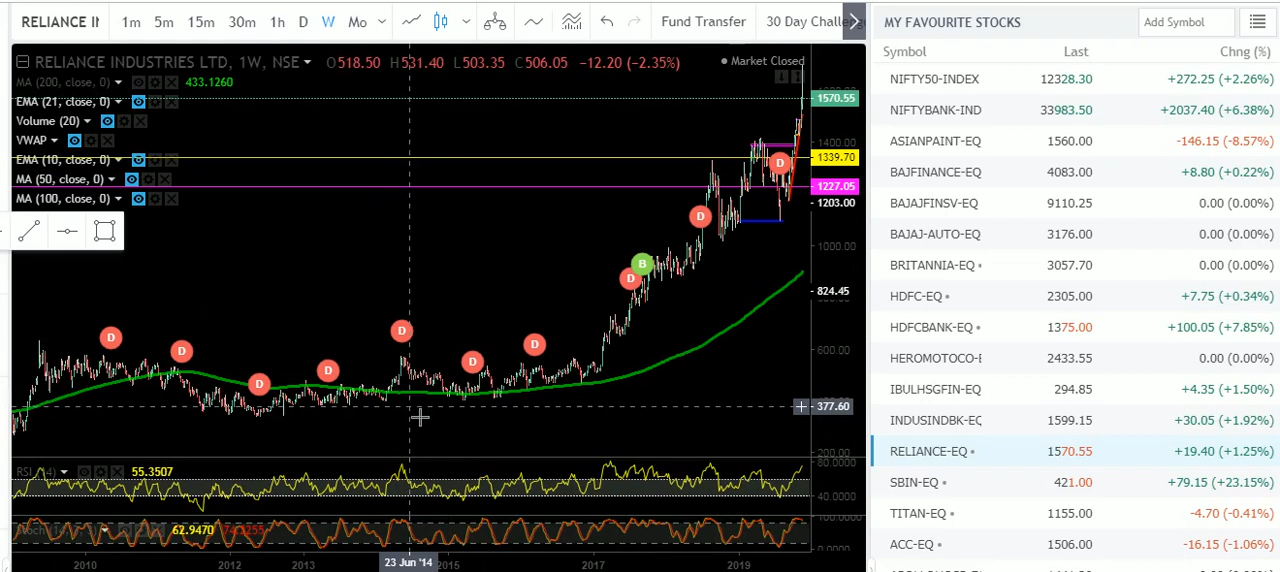 RELIANCE II 1m 5m 15m 30m 1h D W Mo Fund Transfer 30 Day Challeng
RELIANCE INDUSTRIES LTD, 1W, NSE O518.50 H531.40 L503.35 C506.05 -12.20 (-2.35%) Market Closed
MA (200, close, 0) 433.1260
EMA (21, close, 0)
Volume (20)
VWAP
EMA (10, close, 0)
MA (50, close, 0)
MA (100, close, 0)
1570.55
1400.00
1339.70
1227.05
1203.00
1000.00
824.45
600.00
377.60
200.00
D
D
D
D
D
D
D
D
B
D
D
RSI (14) 55.3507
80.0000
40.0000
62.9470
100.0000
0.0000
2010 2012 2013 23 Jun '14 2015 2017 2019
MY FAVOURITE STOCKS Add Symbol
Symbol Last Chng (%)
NIFTY50-INDEX 12328.30 +272.25 (+2.26%)
NIFTYBANK-IND 33983.50 +2037.40 (+6.38%)
ASIANPAINT-EQ 1560.00 -146.15 (-8.57%)
BAJFINANCE-EQ 4083.00 +8.80 (+0.22%)
BAJAJFINSV-EQ 9110.25 0.00 (0.00%)
BAJAJ-AUTO-EQ 3176.00 0.00 (0.00%)
BRITANNIA-EQ 3057.70 0.00 (0.00%)
HDFC-EQ 2305.00 +7.75 (+0.34%)
HDFCBANK-EQ 1375.00 +100.05 (+7.85%)
HEROMOTOCO-E 2433.55 0.00 (0.00%)
IBULHSGFIN-EQ 294.85 +4.35 (+1.50%)
INDUSINDBK-EQ 1599.15 +30.05 (+1.92%)
RELIANCE-EQ 1570.55 +19.40 (+1.25%)
SBIN-EQ 421.00 +79.15 (+23.15%)
TITAN-EQ 1155.00 -4.70 (-0.41%)
ACC-EQ 1506.00 -16.15 (-1.06%)